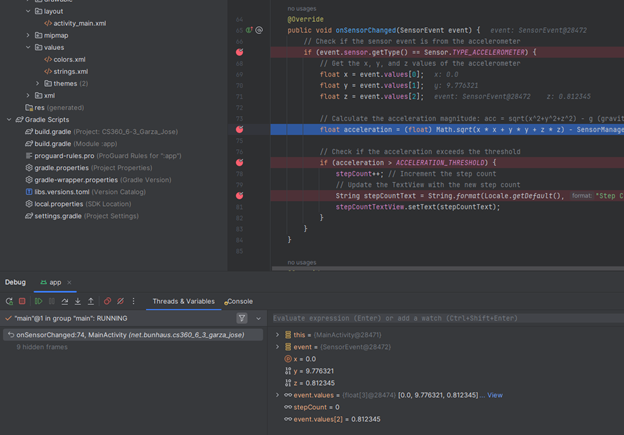 layout
activity_main.xml
mipmap
values
colors.xml
strings.xml
themes (2)
xml
res (generated)
Gradle Scripts
build.gradle (Project: CS360_6_3_Garza_Jose)
build.gradle (Module :app)
proguard-rules.pro (ProGuard Rules for ":app")
gradle.properties (Project Properties)
gradle-wrapper.properties (Gradle Version)
libs.versions.toml (Version Catalog)
local.properties (SDK Location)
settings.gradle (Project Settings)
no usages
64 @Override
65 public void onSensorChanged(SensorEvent event) { event: SensorEvent@28472
66 // Check if the sensor event is from the accelerometer
if (event.sensor.getType() == Sensor.TYPE_ACCELEROMETER) {
68 // Get the x, y, and z values of the accelerometer
69 float x = event.values[0]; x: 0.0
70 float y = event.values[1]; y: 9.776321
71 float z = event.values[2]; event: SensorEvent@28472 z: 0.812345
72
73 // Calculate the acceleration magnitude: acc = sqrt(x^2+y^2+z^2) - g (gravit
float acceleration = (float) Math.sqrt(x * x + y * y + z * z) - SensorManage
75
76 // Check if the acceleration exceeds the threshold
if (acceleration > ACCELERATION_THRESHOLD) {
78 stepCount++; // Increment the step count
79 // Update the TextView with the new step count
String stepCountText = String.format(Locale.getDefault(), format: "Step C
81 stepCountTextView.setText(stepCountText);
82 }
83 }
84 }
85
no usages
Debug app
Threads & Variables Console
"main"@1 in group "main": RUNNING
Evaluate expression (Enter) or add a watch (Ctrl+Shift+Enter)
onSensorChanged:74, MainActivity (net.bunhaus.cs360_6_3_garza_jose)
9 hidden frames
this = {MainActivity@28471}
event = {SensorEvent@28472}
x = 0.0
y = 9.776321
z = 0.812345
event.values = {float[3]@28474} [0.0, 9.776321, 0.812345]... View
stepCount = 0
event.values[2] = 0.812345